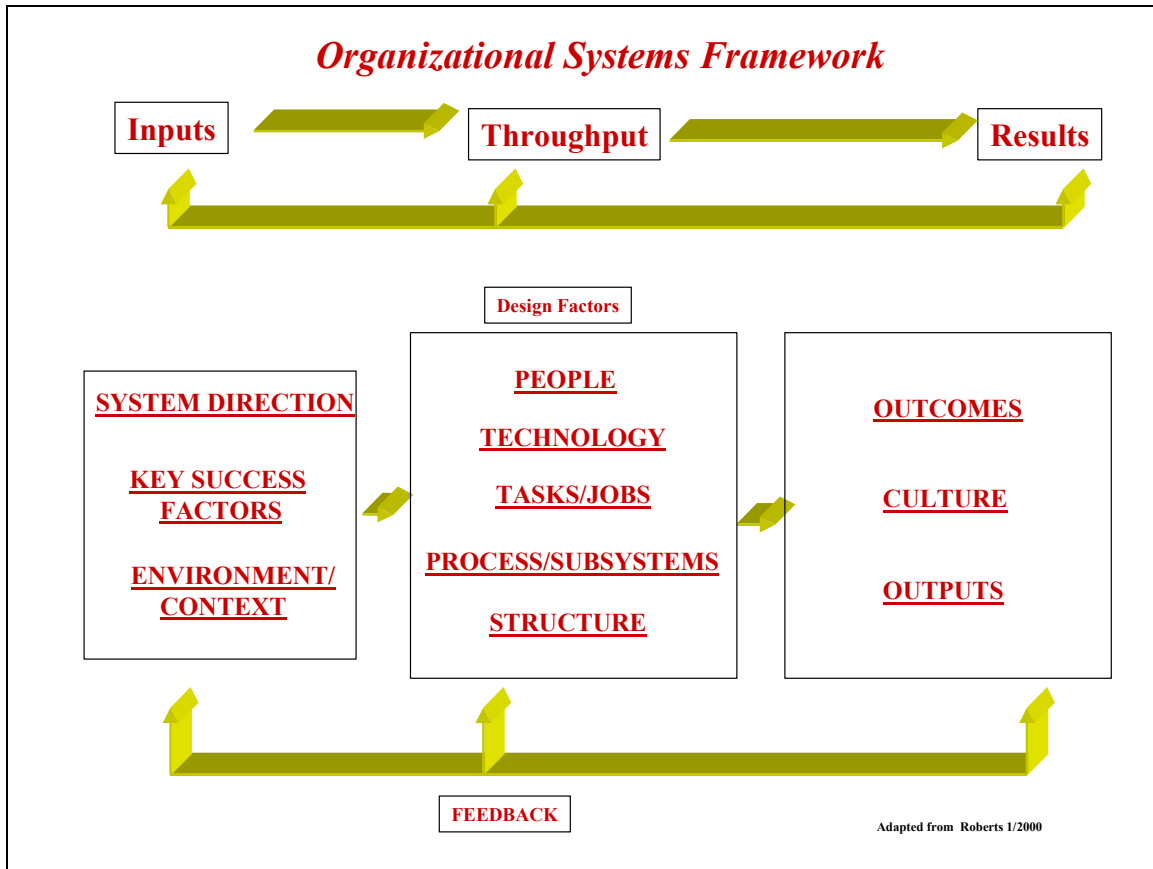 Organizational Systems Framework
Inputs
Throughput
Results
Design Factors
SYSTEM DIRECTION
KEY SUCCESS
FACTORS
ENVIRONMENT/
CONTEXT
PEOPLE
TECHNOLOGY
TASKS/JOBS
PROCESS/SUBSYSTEMS
STRUCTURE
OUTCOMES
CULTURE
OUTPUTS
FEEDBACK
Adapted from Roberts 1/2000